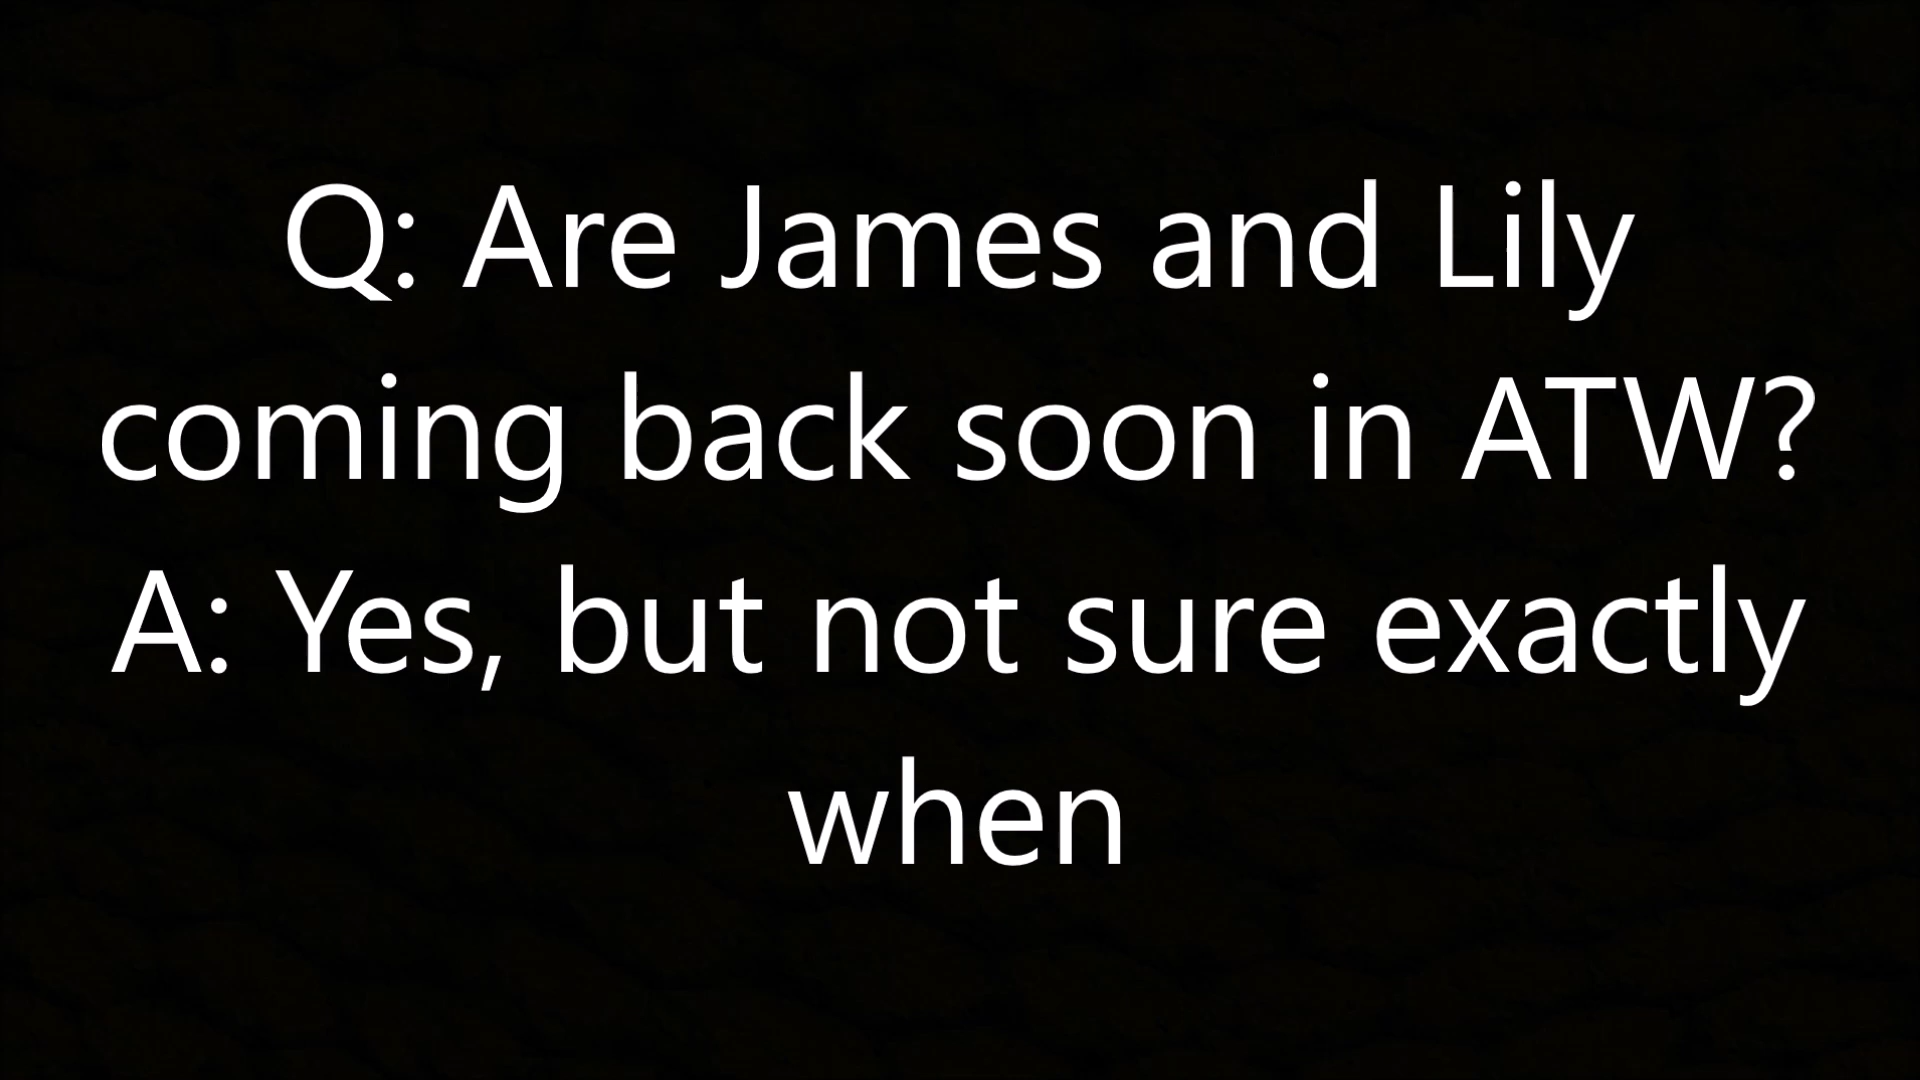 Q: Are James and Lily
coming back soon in ATW?
A: Yes, but not sure exactly
when